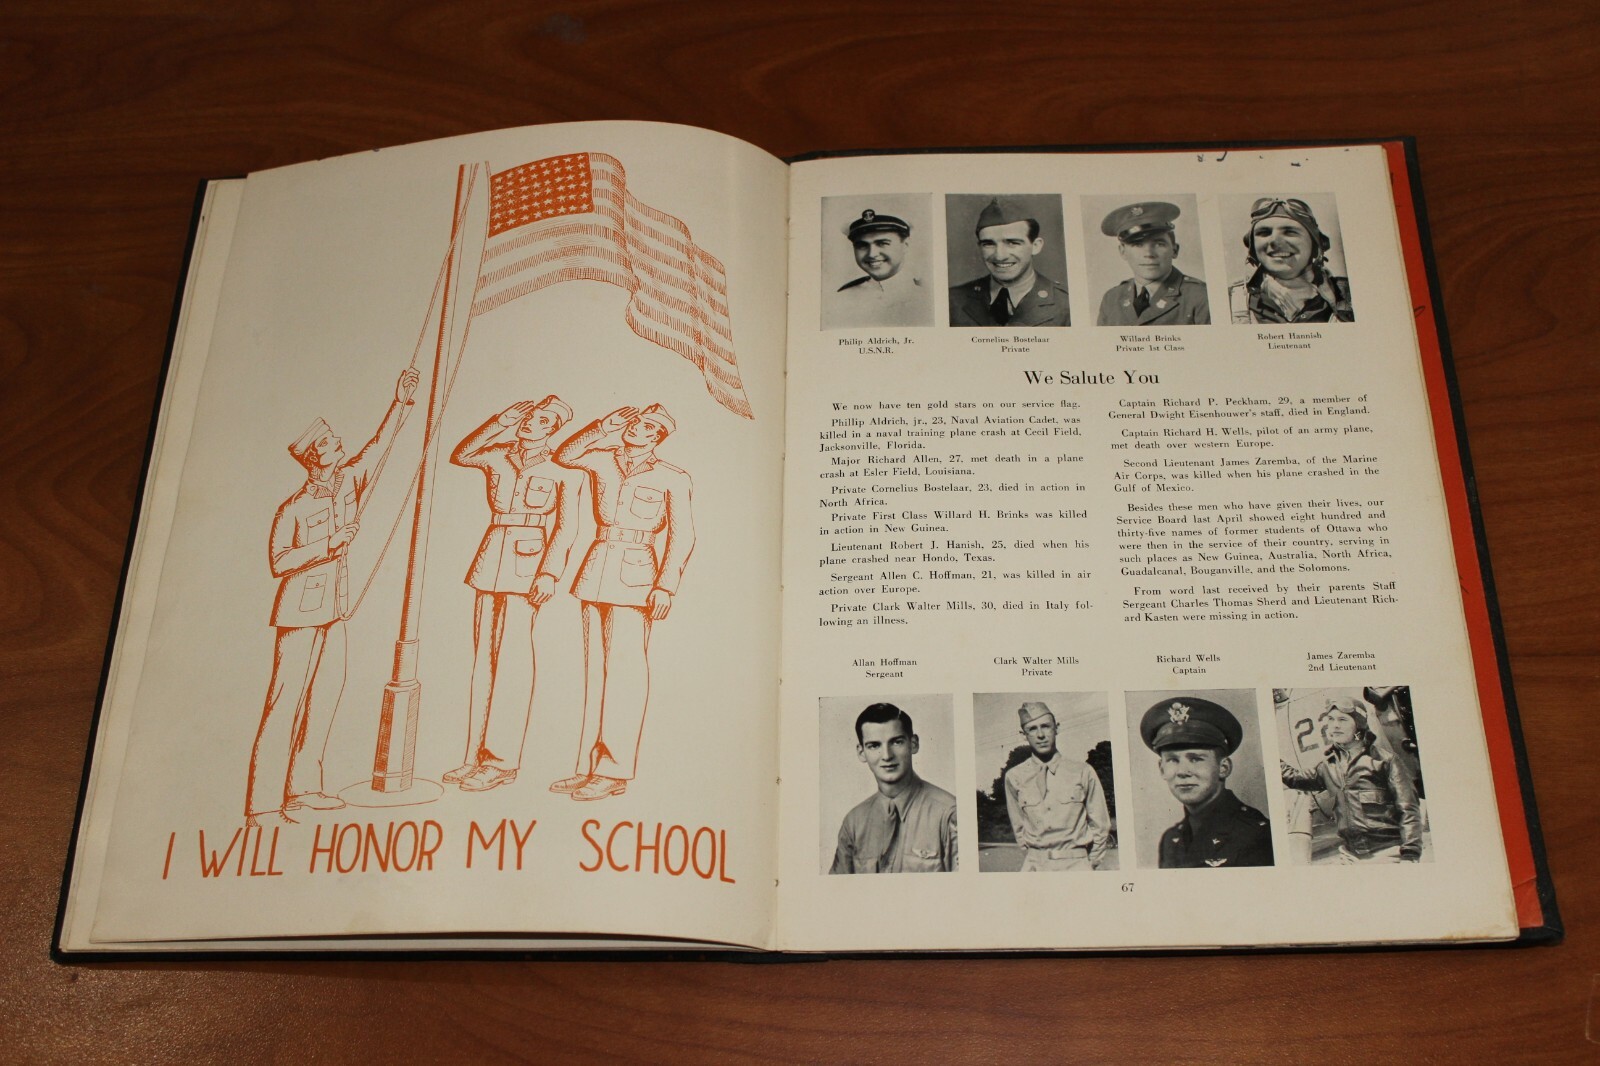 I WILL HONOR MY SCHOOL
Philip Aldrich, Jr.
U.S.N.R.
Cornelius Bostelaar
Private
Willard Brinks
Private 1st Class
Robert Hannish
Lieutenant
We Salute You
We now have ten gold stars on our service flag.
Phillip Aldrich, jr., 23, Naval Aviation Cadet, was
killed in a naval training plane crash at Cecil Field,
Jacksonville, Florida.
Major Richard Allen, 27, met death in a plane
crash at Esler Field, Louisiana.
Private Cornelius Bostelaar, 23, died in action in
North Africa.
Private First Class Willard H. Brinks was killed
in action in New Guinea.
Lieutenant Robert J. Hanish, 25, died when his
plane crashed near Hondo, Texas.
Sergeant Allen C. Hoffman, 21, was killed in air
action over Europe.
Private Clark Walter Mills, 30, died in Italy fol-
lowing an illness.
Captain Richard P. Peckham, 29, a member of
General Dwight Eisenhouwer's staff, died in England.
Captain Richard H. Wells, pilot of an army plane,
met death over western Europe.
Second Lieutenant James Zaremba, of the Marine
Air Corps, was killed when his plane crashed in the
Gulf of Mexico.
Besides these men who have given their lives, our
Service Board last April showed eight hundred and
thirty-five names of former students of Ottawa who
were then in the service of their country, serving in
such places as New Guinea, Australia, North Africa,
Guadalcanal, Bouganville, and the Solomons.
From word last received by their parents Staff
Sergeant Charles Thomas Sherd and Lieutenant Rich-
ard Kasten were missing in action.
Allan Hoffman
Sergeant
Clark Walter Mills
Private
Richard Wells
Captain
James Zaremba
2nd Lieutenant
22
67